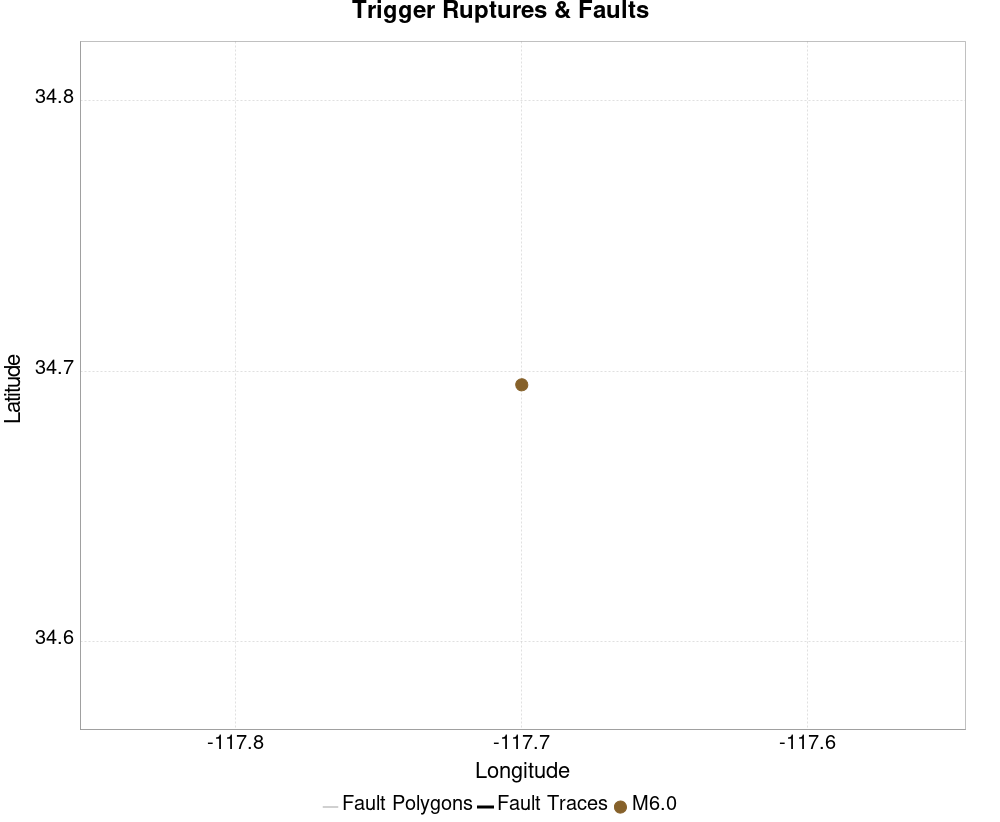 Trigger Ruptures & Faults
34.8
34.7
34.6
Latitude
-117.8 -117.7 -117.6
Longitude
Fault Polygons Fault Traces M6.0